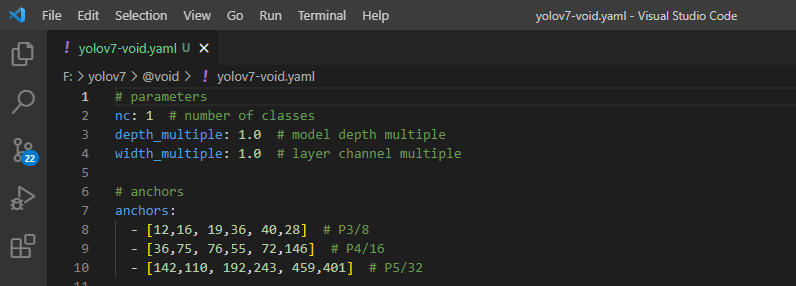 File Edit Selection View Go Run Terminal Help yolov7-void.yaml - Visual Studio Code
! yolov7-void.yaml U ×
F: > yolov7 > @void > ! yolov7-void.yaml
1 # parameters
2 nc: 1  # number of classes
3 depth_multiple: 1.0  # model depth multiple
4 width_multiple: 1.0  # layer channel multiple
5
6 # anchors
7 anchors:
8   - [12,16, 19,36, 40,28]  # P3/8
22
9   - [36,75, 76,55, 72,146]  # P4/16
10   - [142,110, 192,243, 459,401]  # P5/32